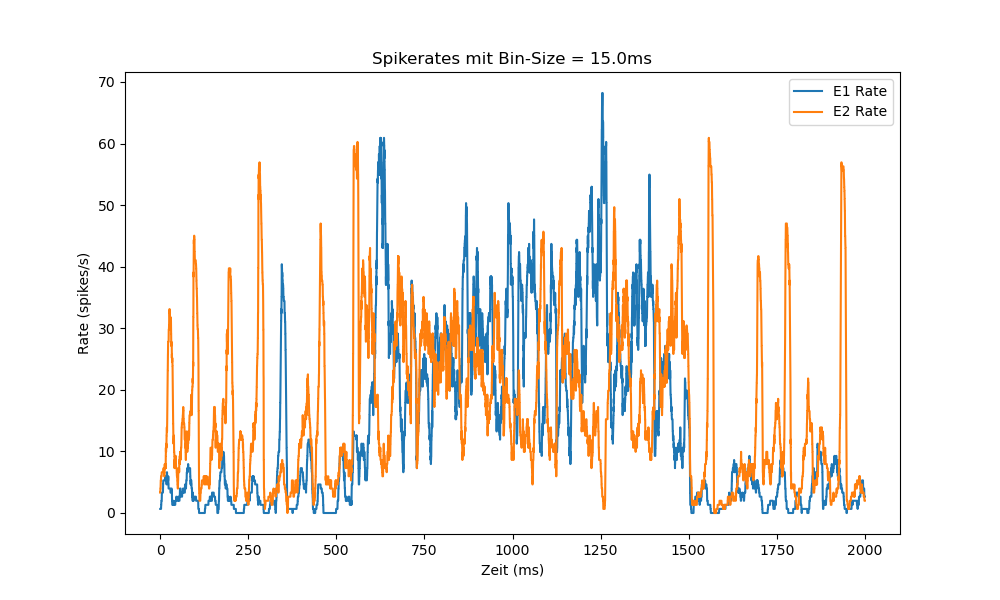 Spikerates mit Bin-Size = 15.0ms
E1 Rate
E2 Rate
Rate (spikes/s)
70
60
50
40
30
20
10
0
0 250 500 750 1000 1250 1500 1750 2000
Zeit (ms)